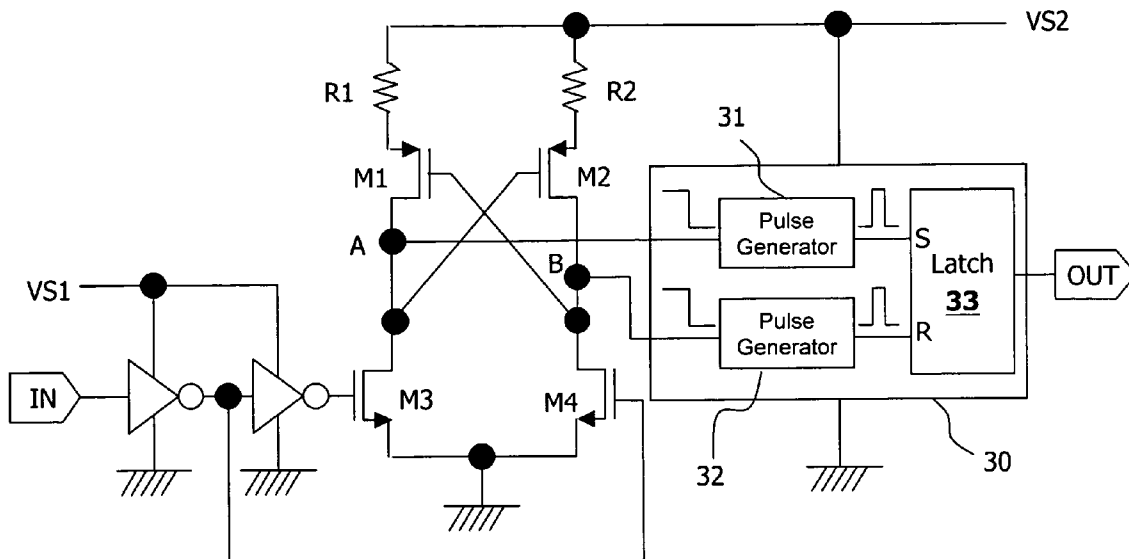 VS2
R1
R2
31
M1
M2
Pulse
Generator
S
A
B
Latch
33
OUT
VS1
Pulse
Generator
R
IN
M3
M4
32
30